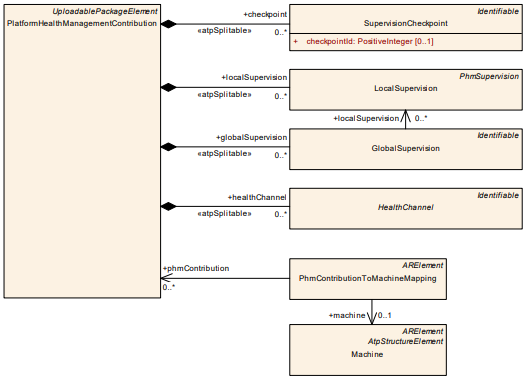 UploadablePackageElement
PlatformHealthManagementContribution
+checkpoint
«atpSplitable»
0..*
Identifiable
SupervisionCheckpoint
+ checkpointId: PositiveInteger [0..1]
+localSupervision
«atpSplitable»
0..*
PhmSupervision
LocalSupervision
+localSupervision
0..*
+globalSupervision
«atpSplitable»
0..*
Identifiable
GlobalSupervision
+healthChannel
«atpSplitable»
0..*
Identifiable
HealthChannel
+phmContribution
0..*
ARElement
PhmContributionToMachineMapping
+machine
0..1
ARElement
AtpStructureElement
Machine